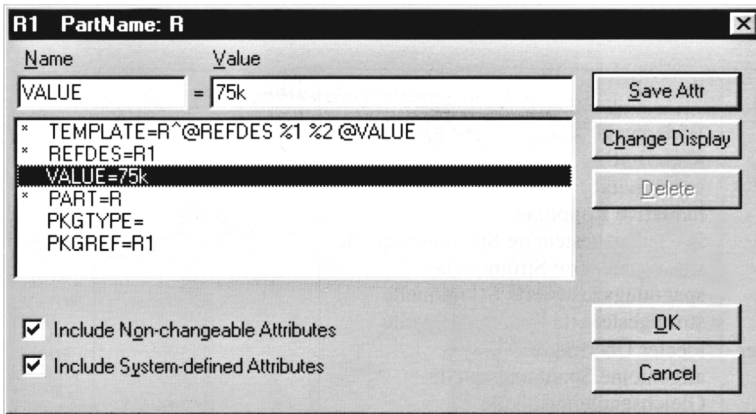 R1 PartName: R
Name Value
VALUE = 75k
Save Attr
* TEMPLATE=R^@REFDES %1 %2 @VALUE
* REFDES=R1
VALUE=75k
* PART=R
PKGTYPE=
PKGREF=R1
Change Display
Delete
Include Non-changeable Attributes
Include System-defined Attributes
OK
Cancel